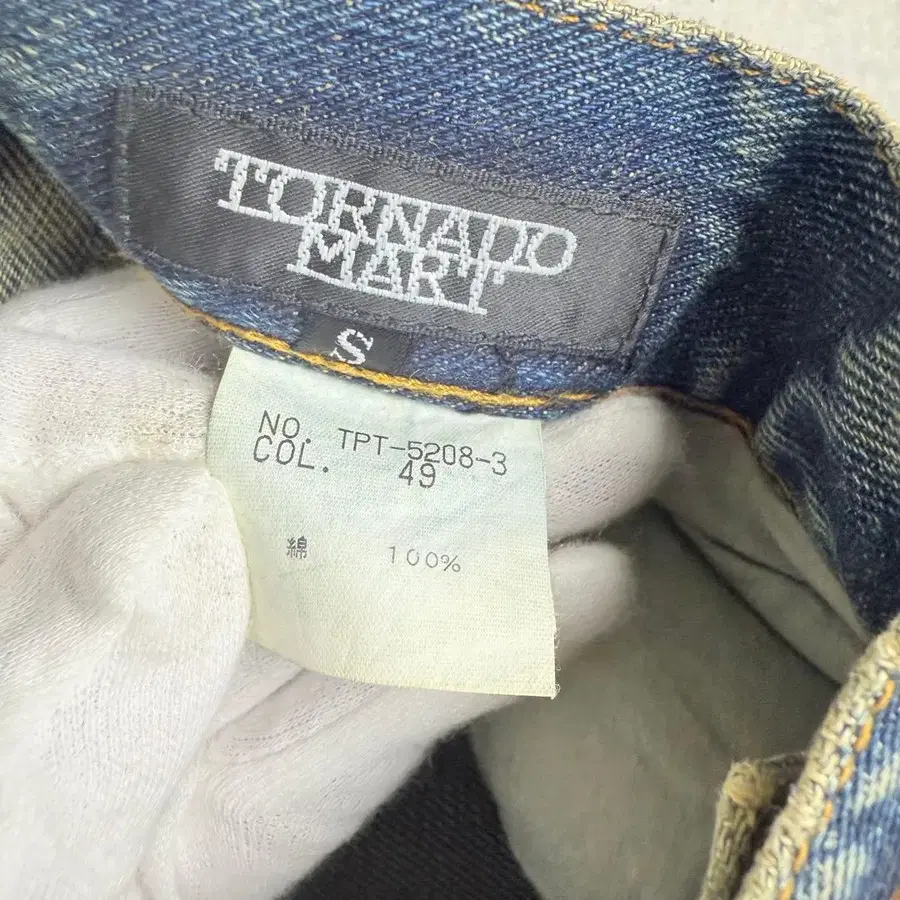 TORNADO
MART
S
NO. TPT-5208-3
COL. 49
綿 100%